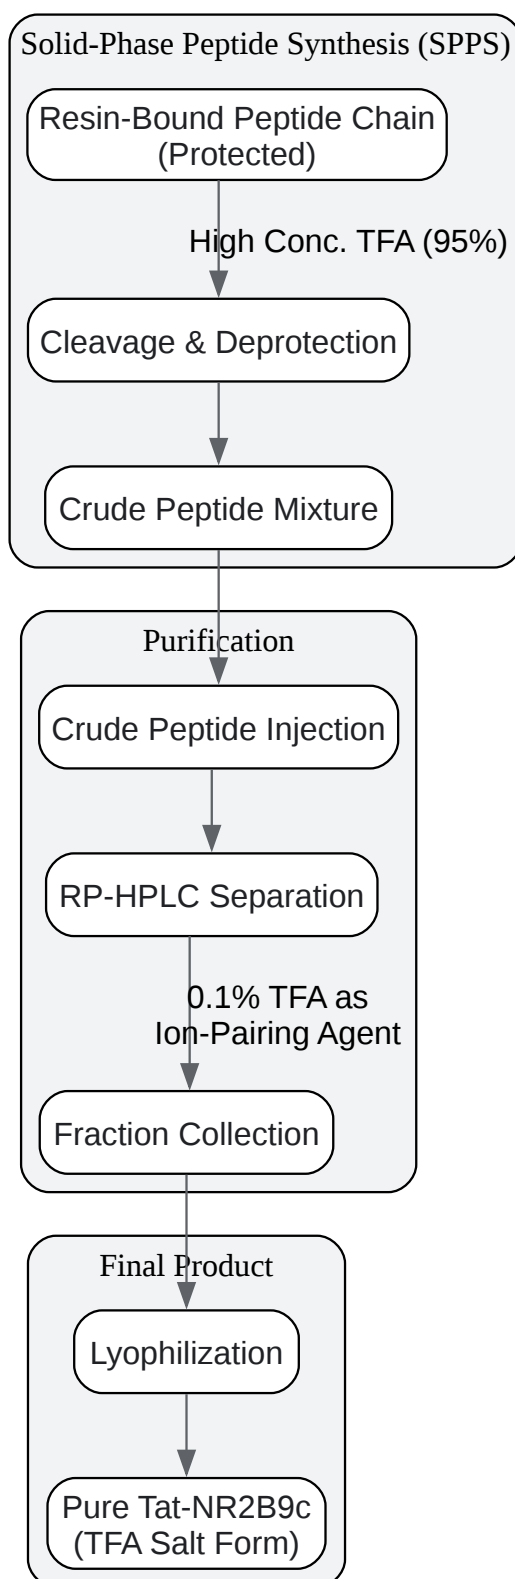 Solid-Phase Peptide Synthesis (SPPS)
Resin-Bound Peptide Chain
(Protected)
High Conc. TFA (95%)
Cleavage & Deprotection
Crude Peptide Mixture
Purification
Crude Peptide Injection
RP-HPLC Separation
0.1% TFA as
Ion-Pairing Agent
Fraction Collection
Final Product
Lyophilization
Pure Tat-NR2B9c
(TFA Salt Form)